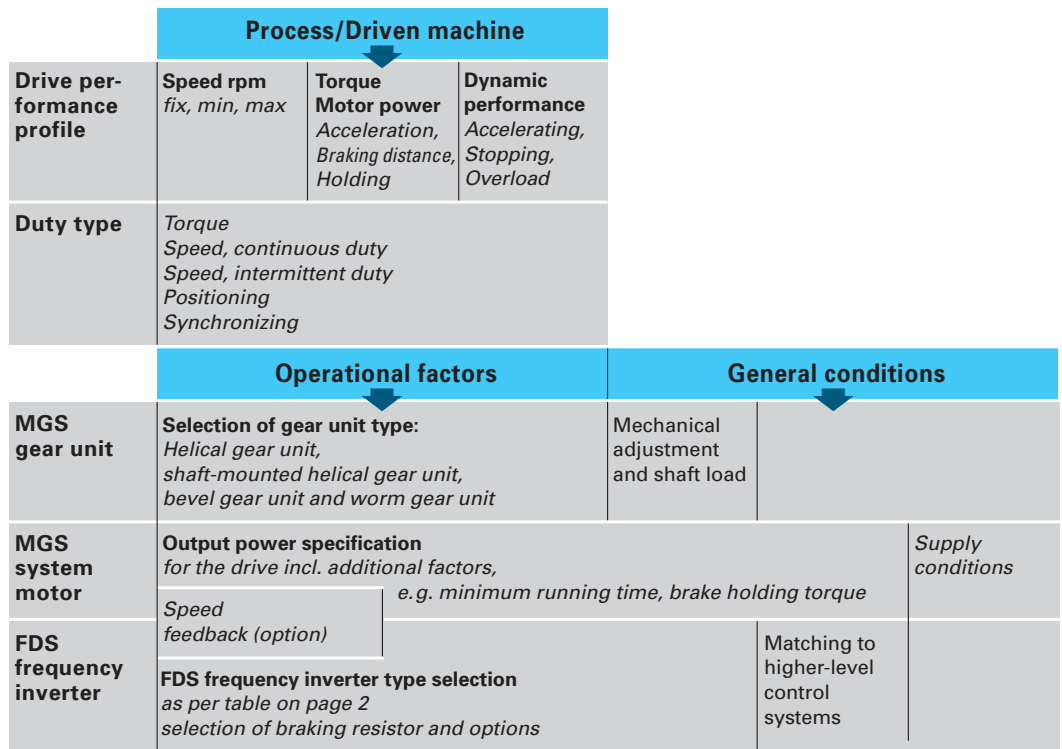 Process/Driven machine
Drive per-
formance
profile
Speed rpm
fix, min, max
Torque
Motor power
Acceleration,
Braking distance,
Holding
Dynamic
performance
Accelerating,
Stopping,
Overload
Duty type
Torque
Speed, continuous duty
Speed, intermittent duty
Positioning
Synchronizing
Operational factors
General conditions
MGS
gear unit
Selection of gear unit type:
Helical gear unit,
shaft-mounted helical gear unit,
bevel gear unit and worm gear unit
Mechanical
adjustment
and shaft load
MGS
system
motor
Output power specification
for the drive incl. additional factors,
e.g. minimum running time, brake holding torque
Supply
conditions
Speed
feedback (option)
FDS
frequency
inverter
FDS frequency inverter type selection
as per table on page 2
selection of braking resistor and options
Matching to
higher-level
control
systems